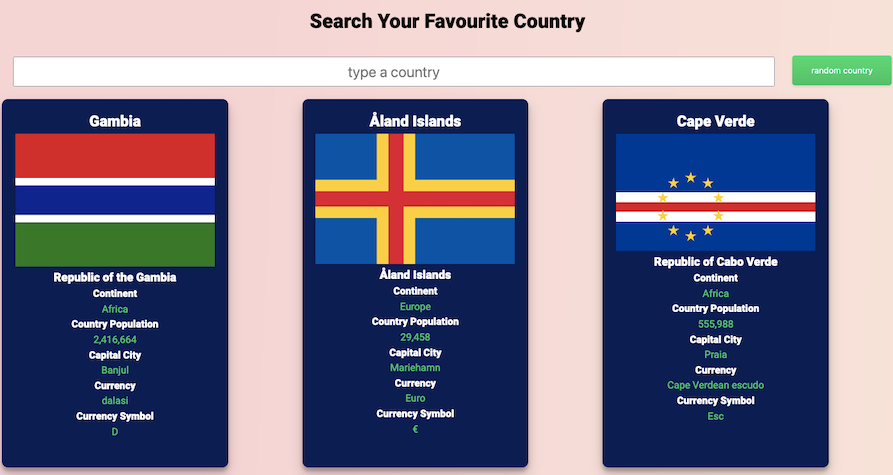 Search Your Favourite Country
type a country
random country
Gambia
Republic of the Gambia
Continent
Africa
Country Population
2,416,664
Capital City
Banjul
Currency
dalasi
Currency Symbol
D
Åland Islands
Åland Islands
Continent
Europe
Country Population
29,458
Capital City
Mariehamn
Currency
Euro
Currency Symbol
€
Cape Verde
Republic of Cabo Verde
Continent
Africa
Country Population
555,988
Capital City
Praia
Currency
Cape Verdean escudo
Currency Symbol
Esc